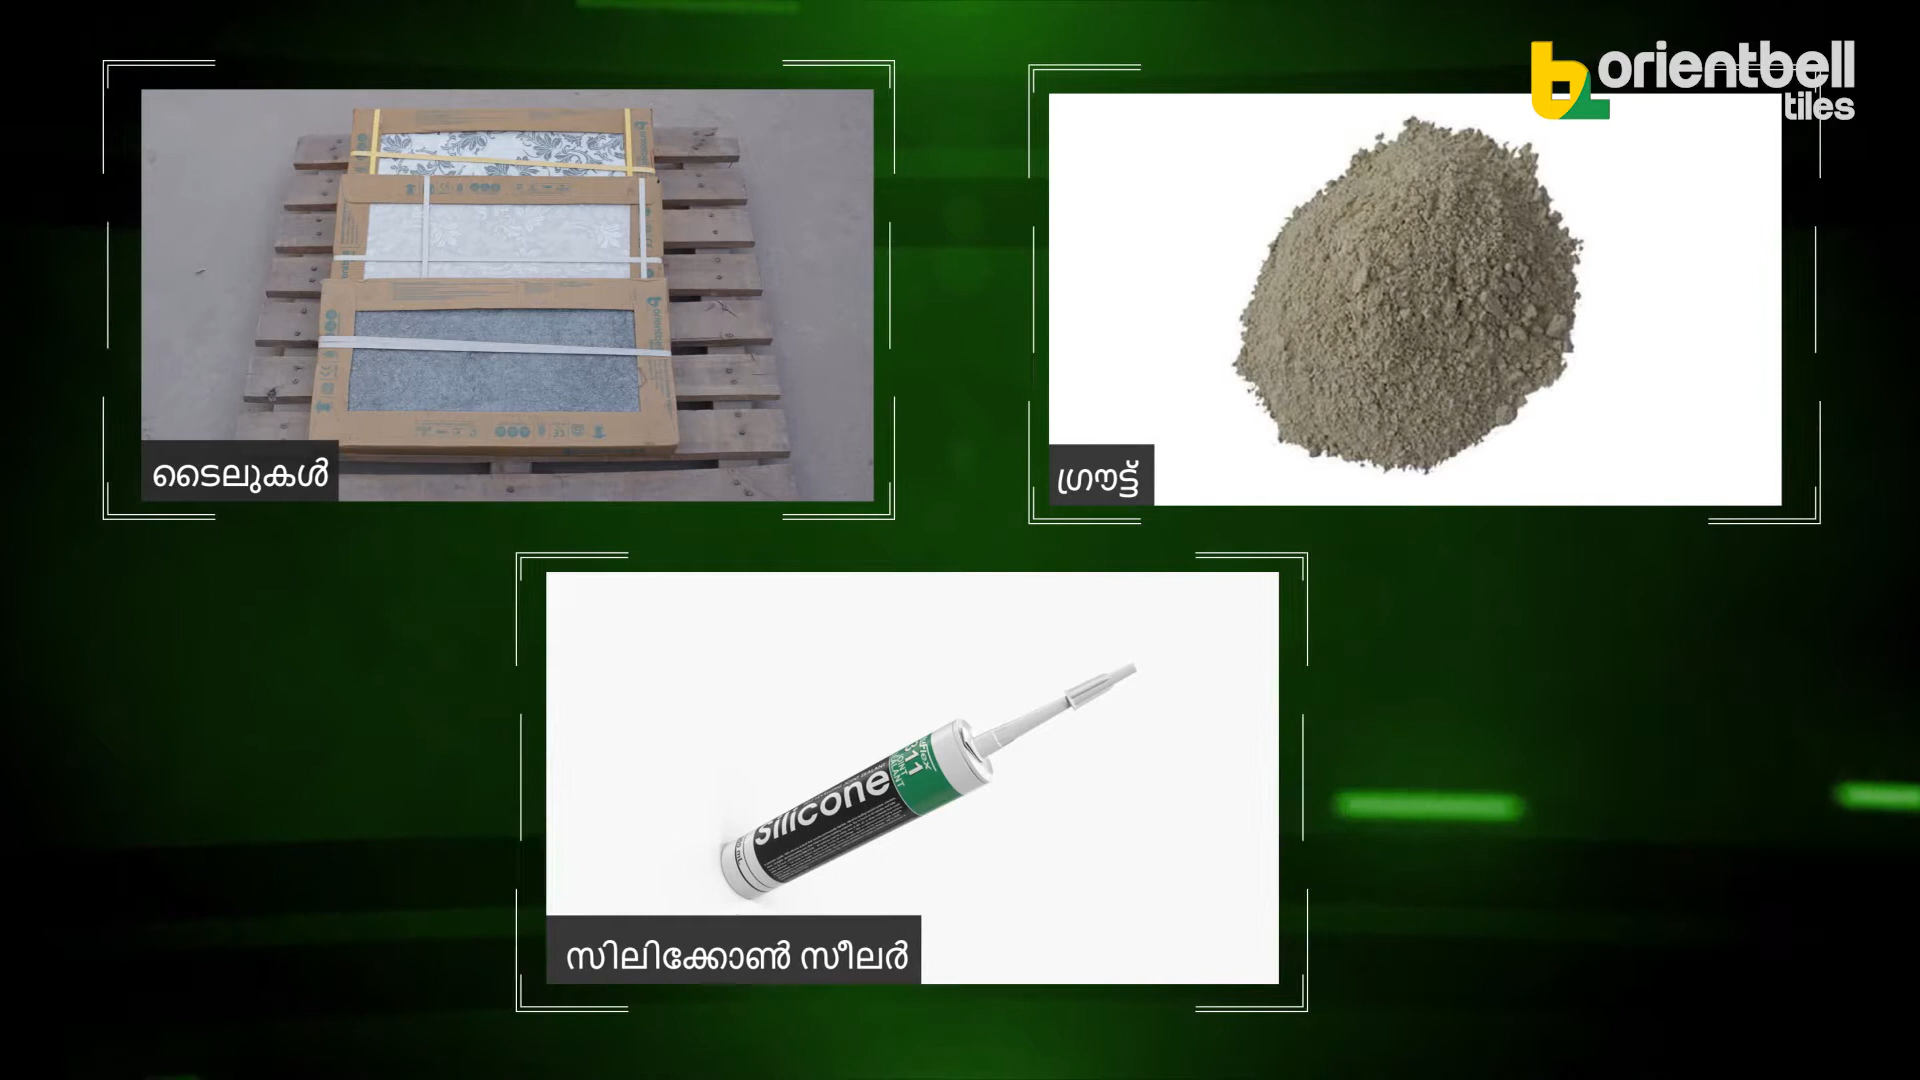 orientbell
tiles
ടൈലുകൾ
ഗ്രൗട്ട്
silicone
സിലിക്കോൺ സീലർ